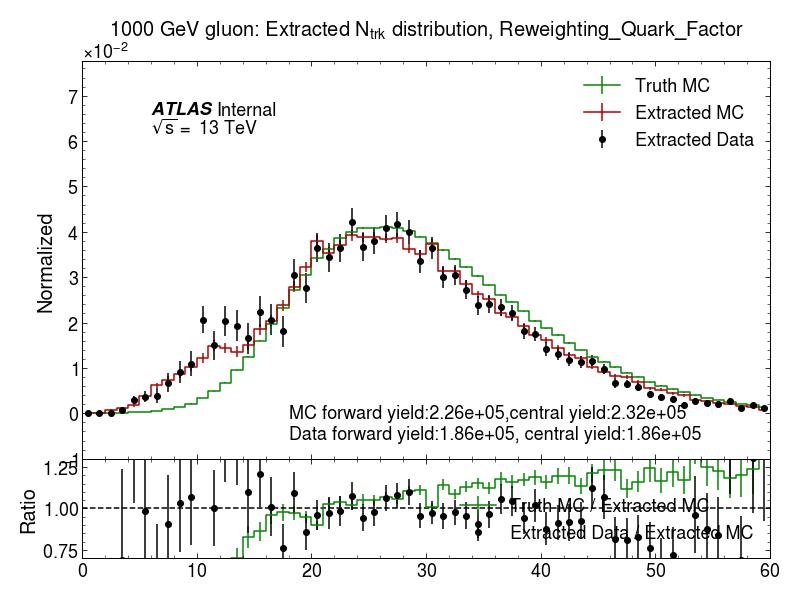 1000 GeV gluon: Extracted Ntrk distribution, Reweighting_Quark_Factor
×10−2
7
6
5
4
3
2
1
0
1
Normalized
ATLAS Internal
√s = 13 TeV
Truth MC
Extracted MC
Extracted Data
MC forward yield:2.26e+05,central yield:2.32e+05
Data forward yield:1.86e+05, central yield:1.86e+05
1.25
1.00
0.75
Ratio
Truth MC / Extracted MC
Extracted Data / Extracted MC
0 10 20 30 40 50 60